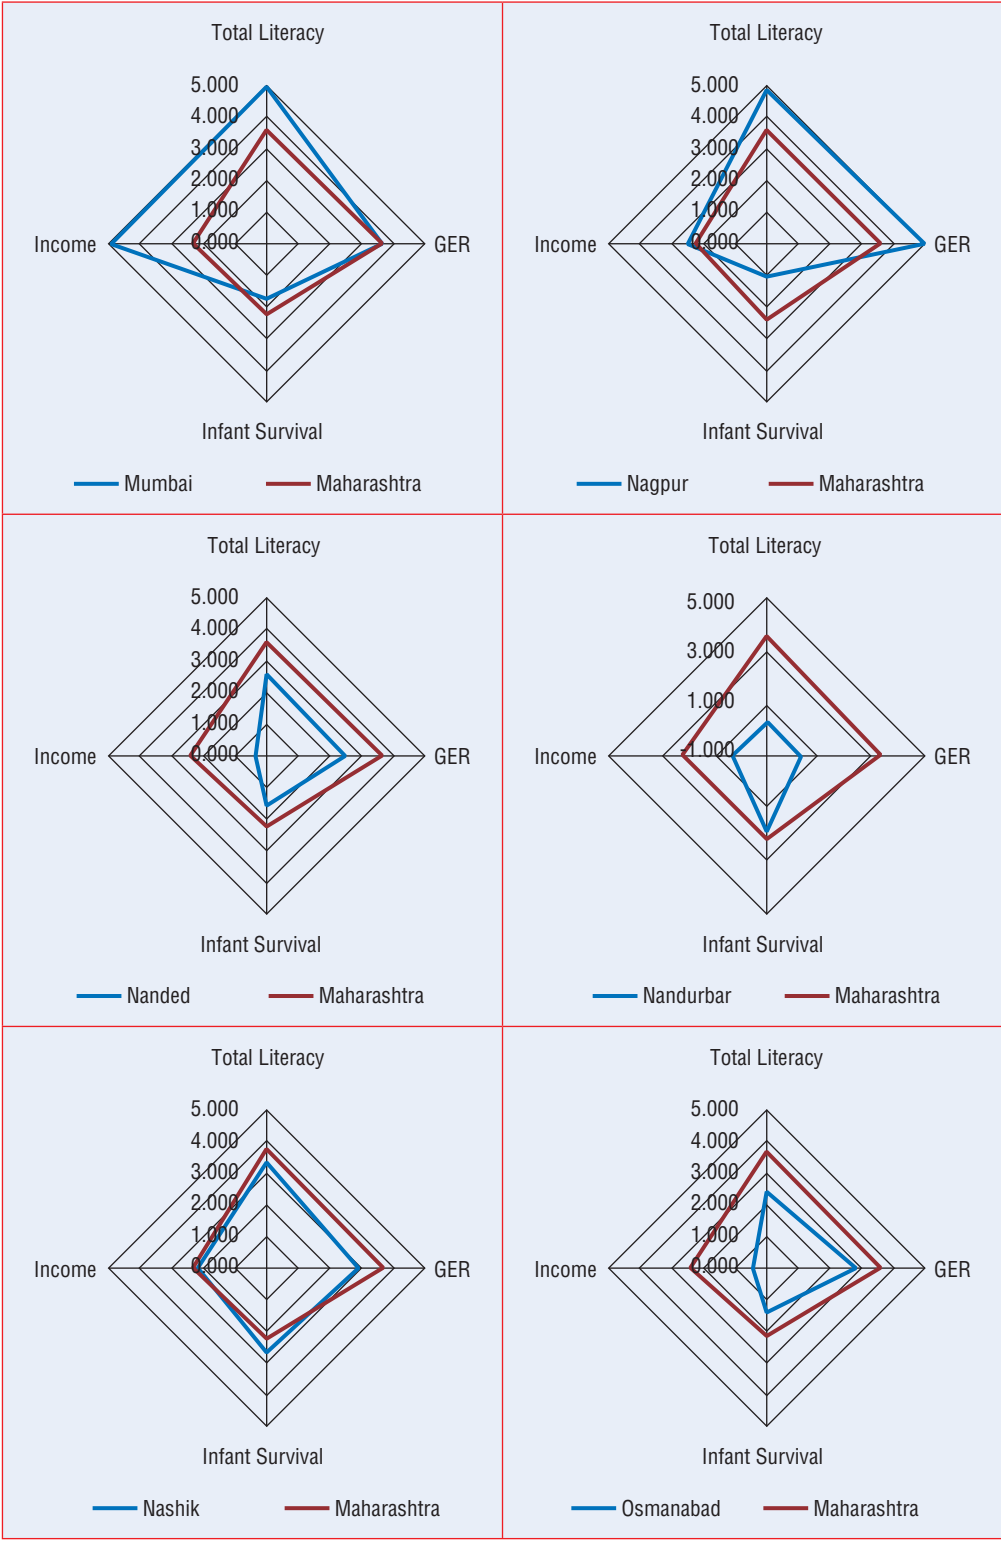 Total Literacy
5.000
4.000
3.000
2.000
1.000
0.000
Income
GER
Infant Survival
Mumbai Maharashtra
Total Literacy
5.000
4.000
3.000
2.000
1.000
0.000
Income
GER
Infant Survival
Nagpur Maharashtra
Total Literacy
5.000
4.000
3.000
2.000
1.000
0.000
Income
GER
Infant Survival
Nanded Maharashtra
Total Literacy
5.000
3.000
1.000
-1.000
Income
GER
Infant Survival
Nandurbar Maharashtra
Total Literacy
5.000
4.000
3.000
2.000
1.000
0.000
Income
GER
Infant Survival
Nashik Maharashtra
Total Literacy
5.000
4.000
3.000
2.000
1.000
0.000
Income
GER
Infant Survival
Osmanabad Maharashtra